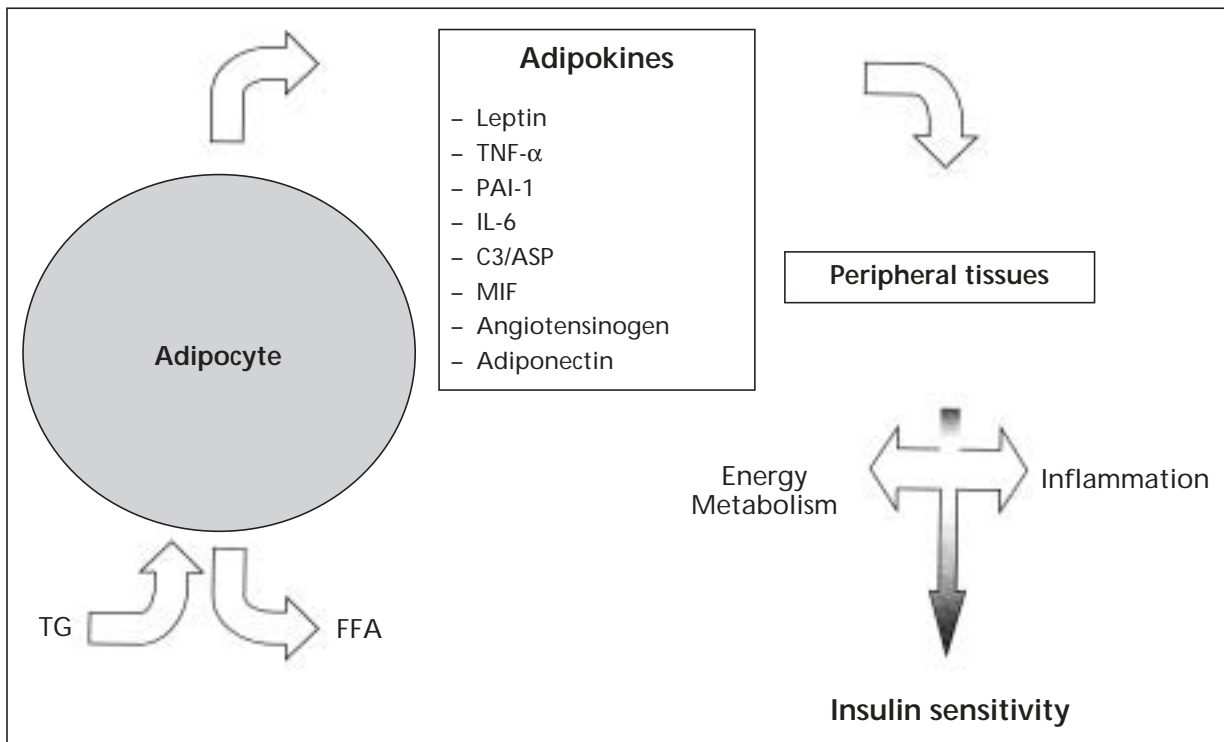 Adipokines
– Leptin
– TNF-α
– PAI-1
– IL-6
– C3/ASP
– MIF
– Angiotensinogen
– Adiponectin
Adipocyte
TG
FFA
Peripheral tissues
Energy
Metabolism
Inflammation
Insulin sensitivity